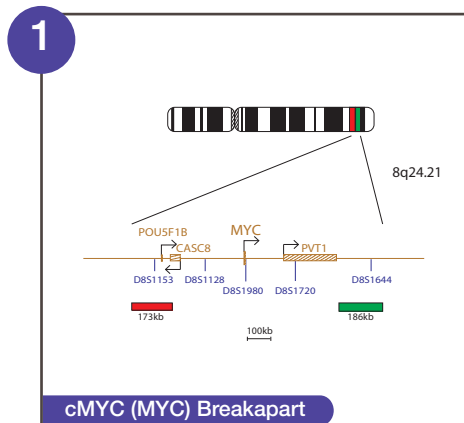 1
8q24.21
POU5F1B
CASC8
MYC
PVT1
D8S1153
D8S1128
D8S1980
D8S1720
D8S1644
173kb
186kb
100kb
cMYC (MYC) Breakapart